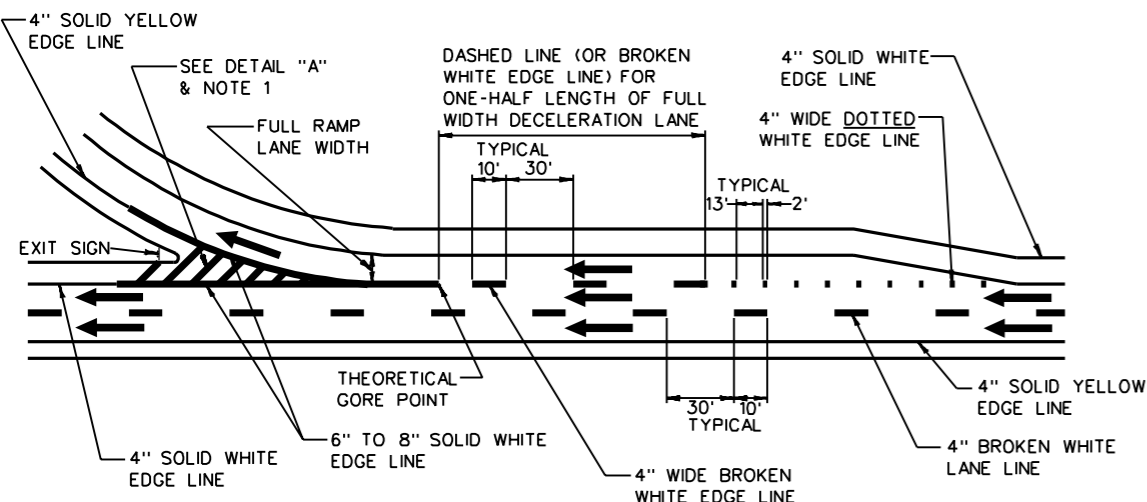 4" SOLID YELLOW
EDGE LINE
SEE DETAIL "A"
& NOTE 1
FULL RAMP
LANE WIDTH
DASHED LINE (OR BROKEN
WHITE EDGE LINE) FOR
ONE-HALF LENGTH OF FULL
WIDTH DECELERATION LANE
TYPICAL
10' 30'
4" SOLID WHITE
EDGE LINE
4" WIDE DOTTED
WHITE EDGE LINE
TYPICAL
13' 2'
EXIT SIGN
THEORETICAL
GORE POINT
30' 10'
TYPICAL
4" SOLID YELLOW
EDGE LINE
4" SOLID WHITE
EDGE LINE
6" TO 8" SOLID WHITE
EDGE LINE
4" WIDE BROKEN
WHITE EDGE LINE
4" BROKEN WHITE
LANE LINE